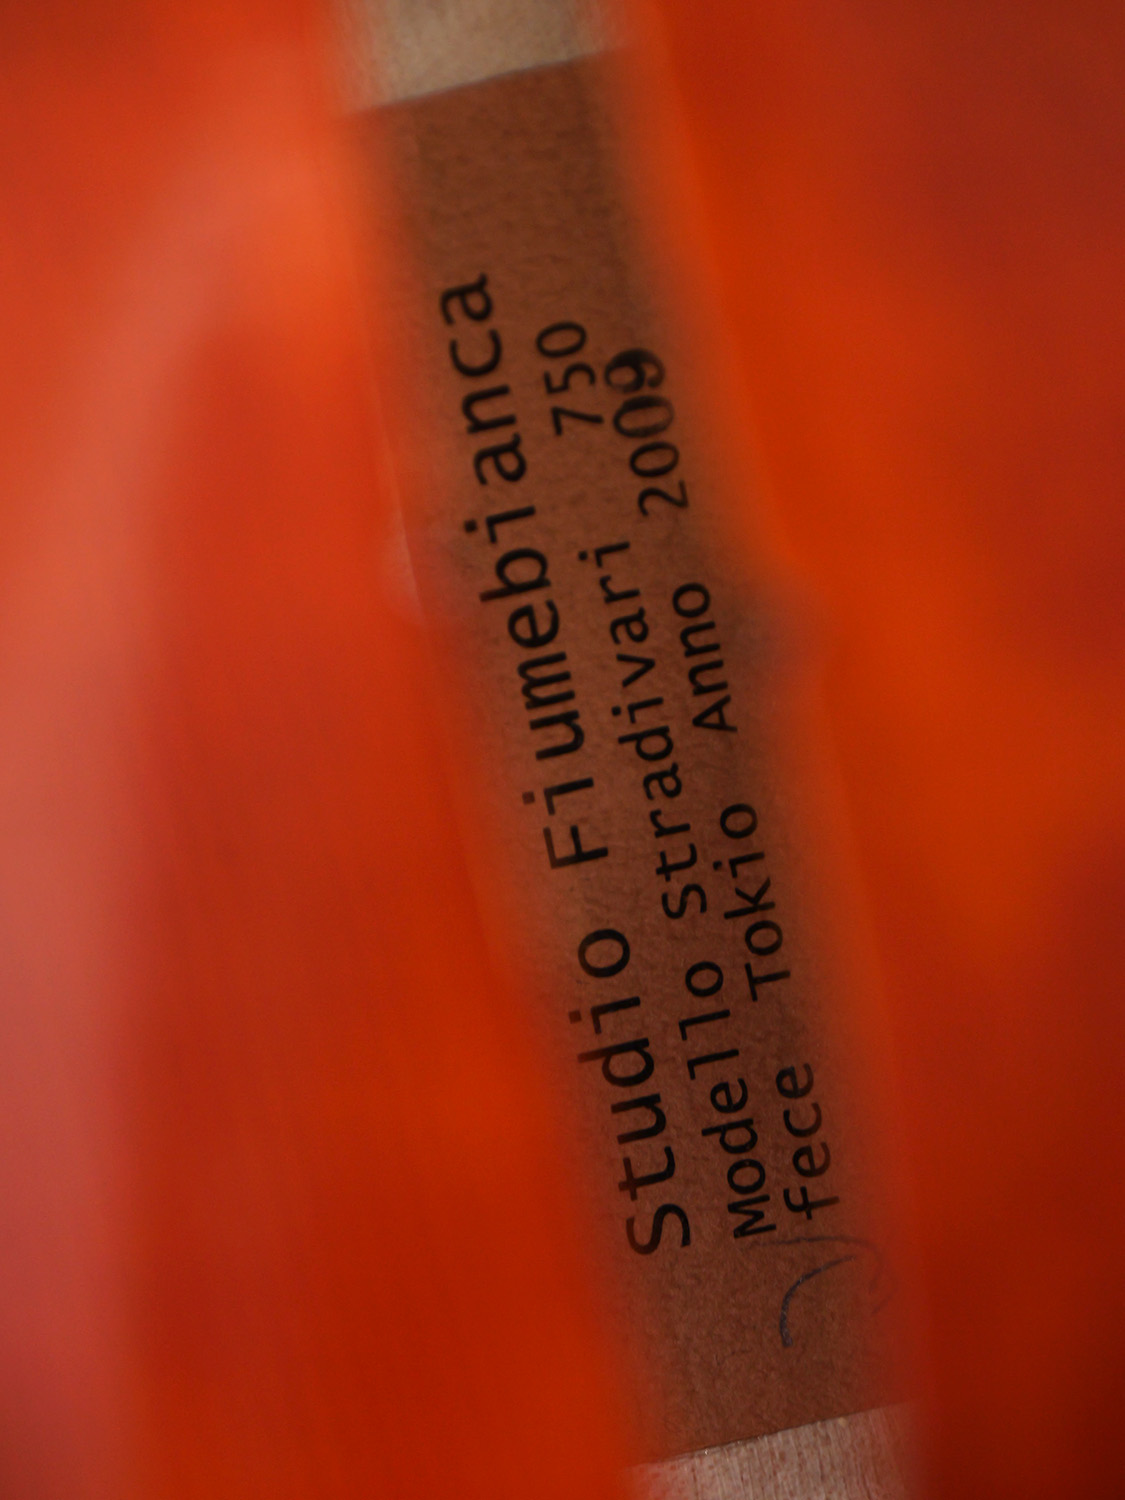 Studio Fiumebianca
Modello Stradivari 750
fece Tokio Anno 2009